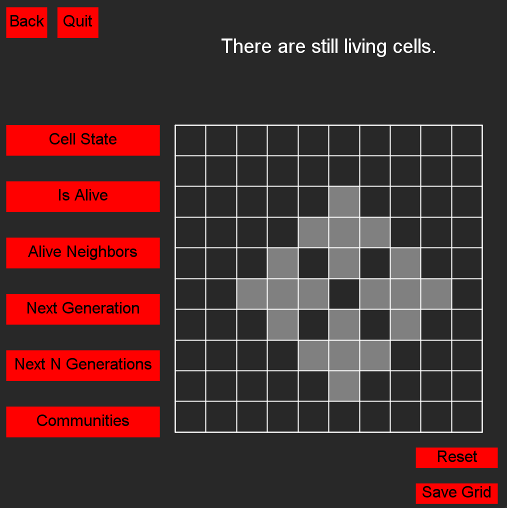 Back Quit
There are still living cells.
Cell State
Is Alive
Alive Neighbors
Next Generation
Next N Generations
Communities
Reset
Save Grid